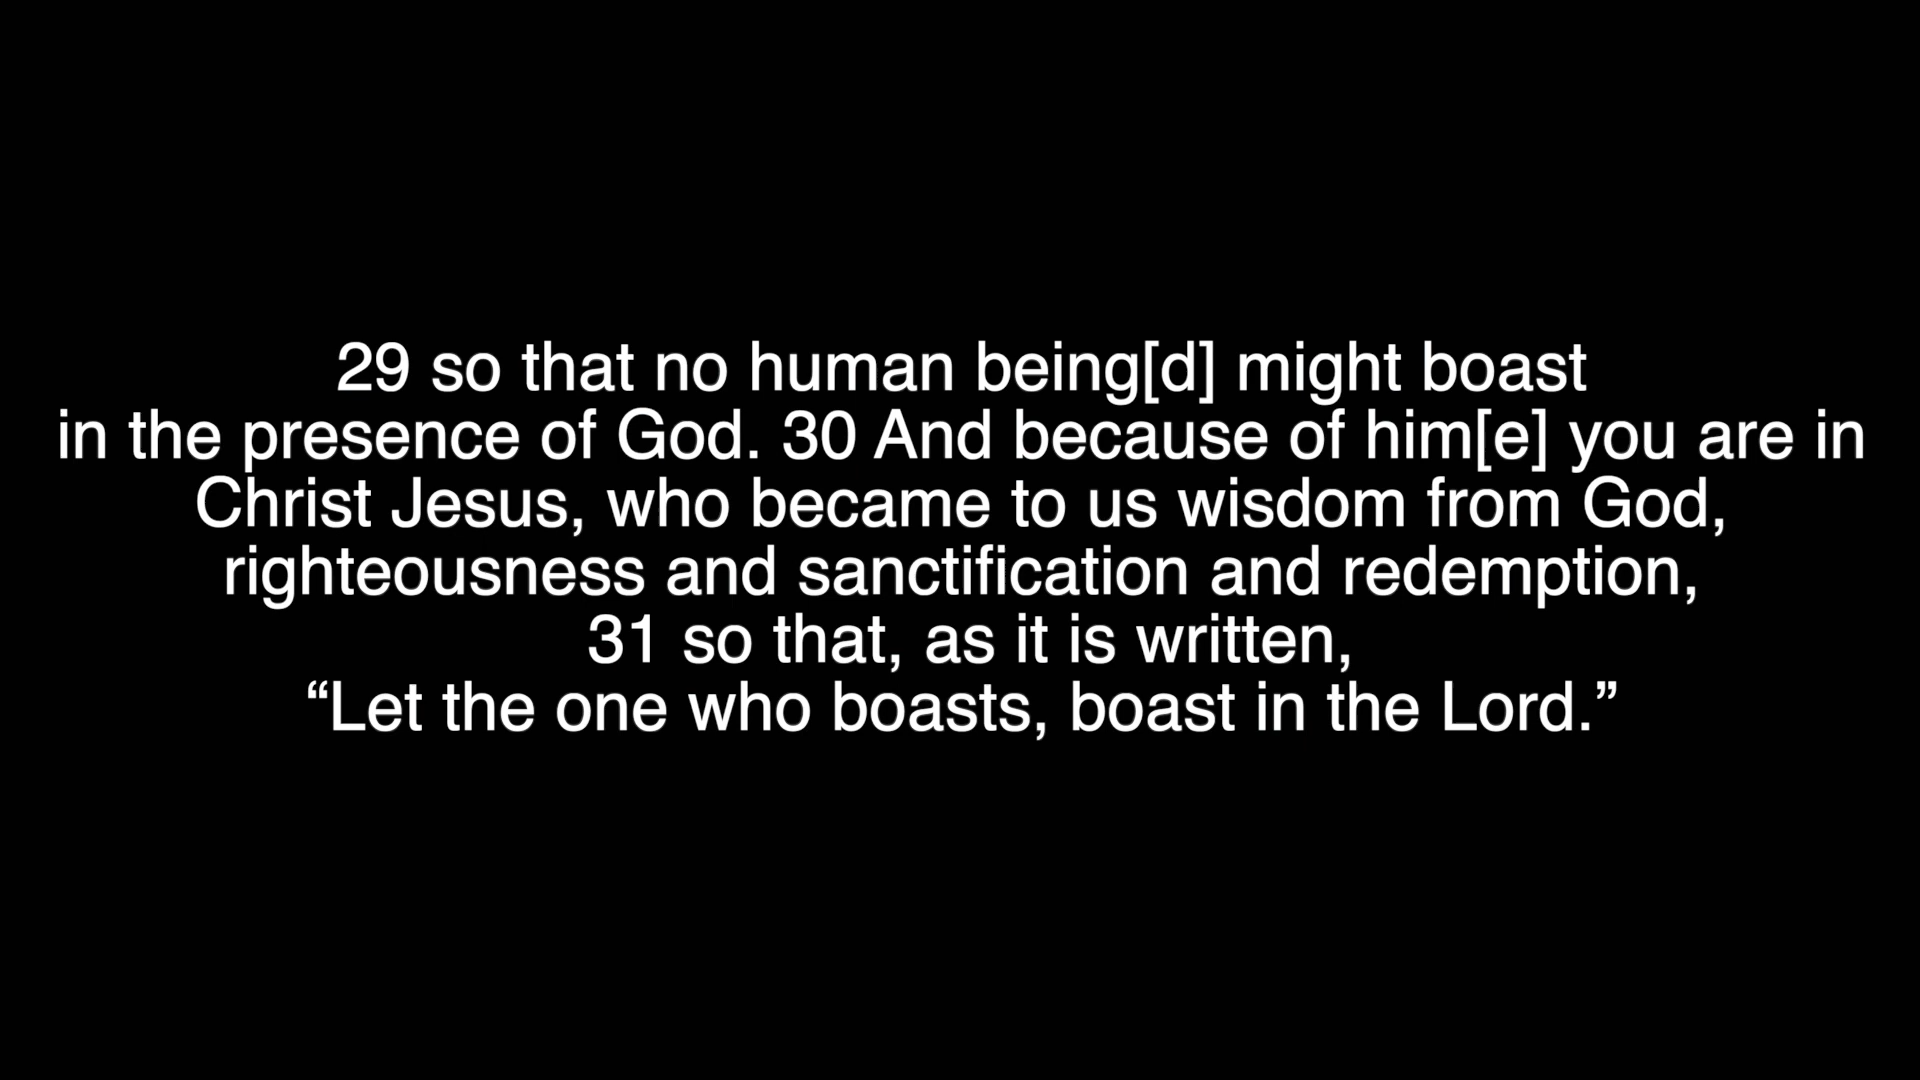 29 so that no human being[d] might boast
in the presence of God. 30 And because of him[e] you are in
Christ Jesus, who became to us wisdom from God,
righteousness and sanctification and redemption,
31 so that, as it is written,
“Let the one who boasts, boast in the Lord.”